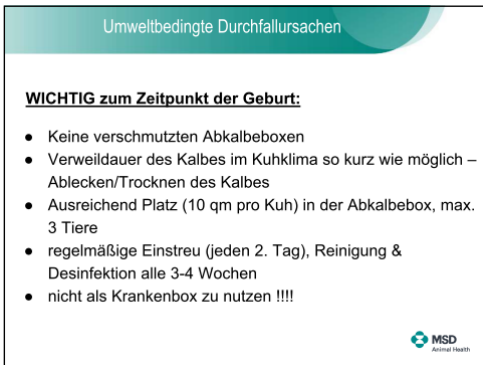 Umweltbedingte Durchfallursachen
WICHTIG zum Zeitpunkt der Geburt:
● Keine verschmutzten Abkalbeboxen
● Verweildauer des Kalbes im Kuhklima so kurz wie möglich –
Ablecken/Trocknen des Kalbes
● Ausreichend Platz (10 qm pro Kuh) in der Abkalbebox, max.
3 Tiere
● regelmäßige Einstreu (jeden 2. Tag), Reinigung &
Desinfektion alle 3-4 Wochen
● nicht als Krankenbox zu nutzen !!!!
MSD
Animal Health